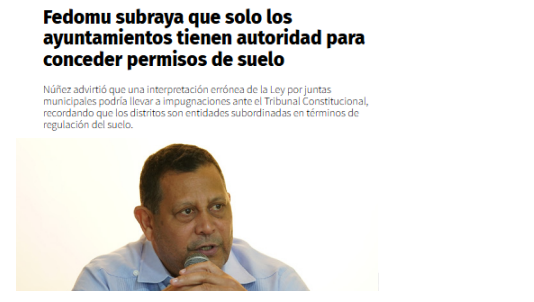 Fedomu subraya que solo los
ayuntamientos tienen autoridad para
conceder permisos de suelo
Núñez advirtió que una interpretación errónea de la Ley por juntas
municipales podría llevar a impugnaciones ante el Tribunal Constitucional,
recordando que los distritos son entidades subordinadas en términos de
regulación del suelo.